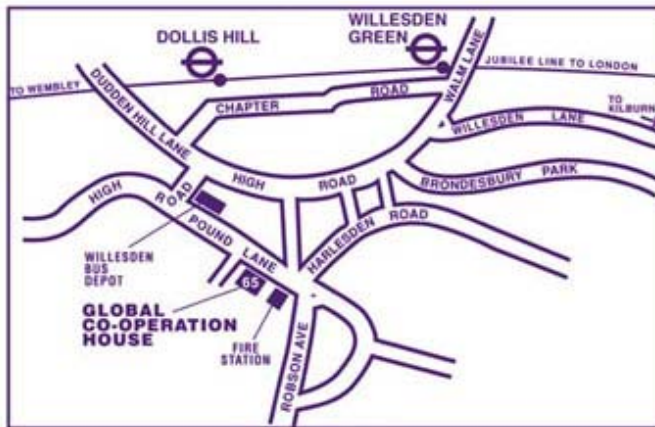 DOLLIS HILL
WILLESDEN
GREEN
TO WEMBLEY
JUBILEE LINE TO LONDON
DUDDEN HILL LANE
CHAPTER ROAD
WALM LANE
TO
KILBURN
WILLESDEN LANE
HIGH ROAD
HIGH ROAD
BRONDESBURY PARK
POUND LANE
HARLESDEN ROAD
WILLESDEN
BUS
DEPOT
65
GLOBAL
CO-OPERATION
HOUSE
FIRE
STATION
ROBSON AVE